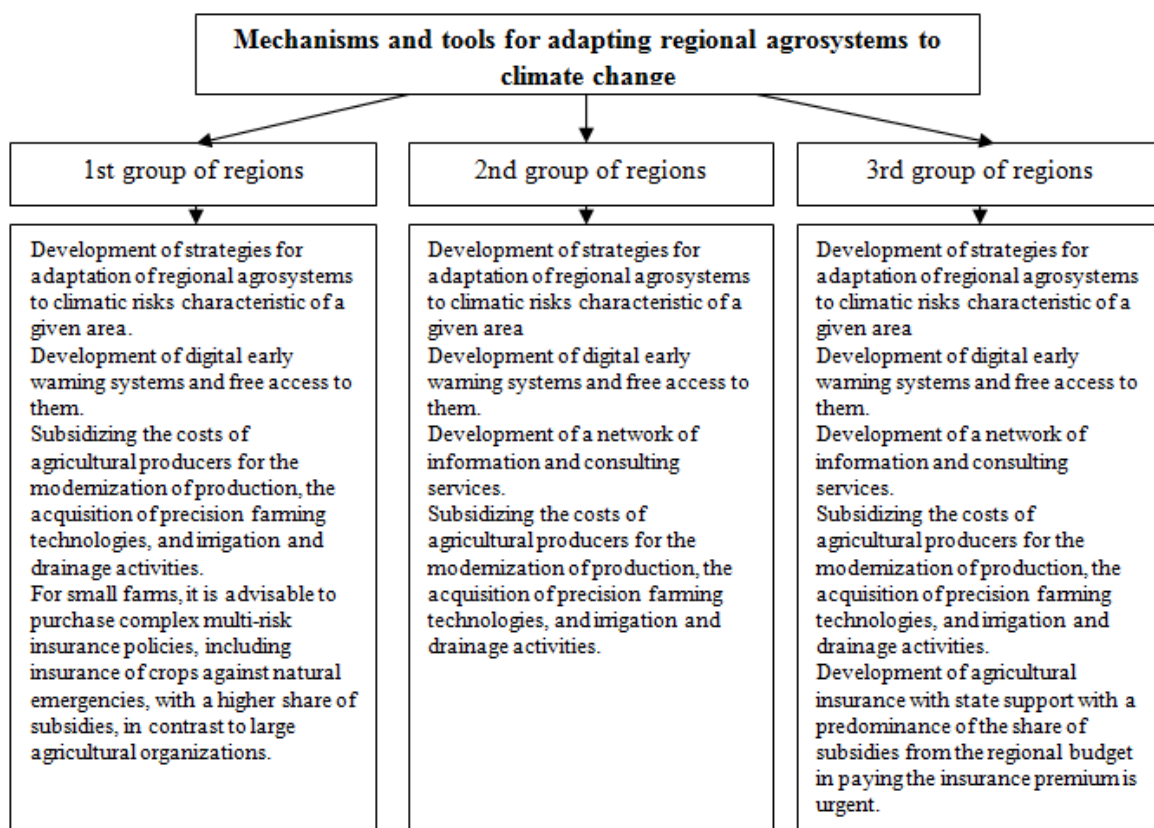 Mechanisms and tools for adapting regional agrosystems to
climate change
1st group of regions
2nd group of regions
3rd group of regions
Development of strategies for
adaptation of regional agrosystems
to climatic risks characteristic of a
given area.
Development of digital early
warning systems and free access to
them.
Subsidizing the costs of
agricultural producers for the
modernization of production, the
acquisition of precision farming
technologies, and irrigation and
drainage activities.
For small farms, it is advisable to
purchase complex multi-risk
insurance policies, including
insurance of crops against natural
emergencies, with a higher share of
subsidies, in contrast to large
agricultural organizations.
Development of strategies for
adaptation of regional agrosystems
to climatic risks characteristic of a
given area
Development of digital early
warning systems and free access to
them.
Development of a network of
information and consulting
services.
Subsidizing the costs of
agricultural producers for the
modernization of production, the
acquisition of precision farming
technologies, and irrigation and
drainage activities.
Development of strategies for
adaptation of regional agrosystems
to climatic risks characteristic of a
given area
Development of digital early
warning systems and free access to
them.
Development of a network of
information and consulting
services.
Subsidizing the costs of
agricultural producers for the
modernization of production, the
acquisition of precision farming
technologies, and irrigation and
drainage activities.
Development of agricultural
insurance with state support with a
predominance of the share of
subsidies from the regional budget
in paying the insurance premium is
urgent.